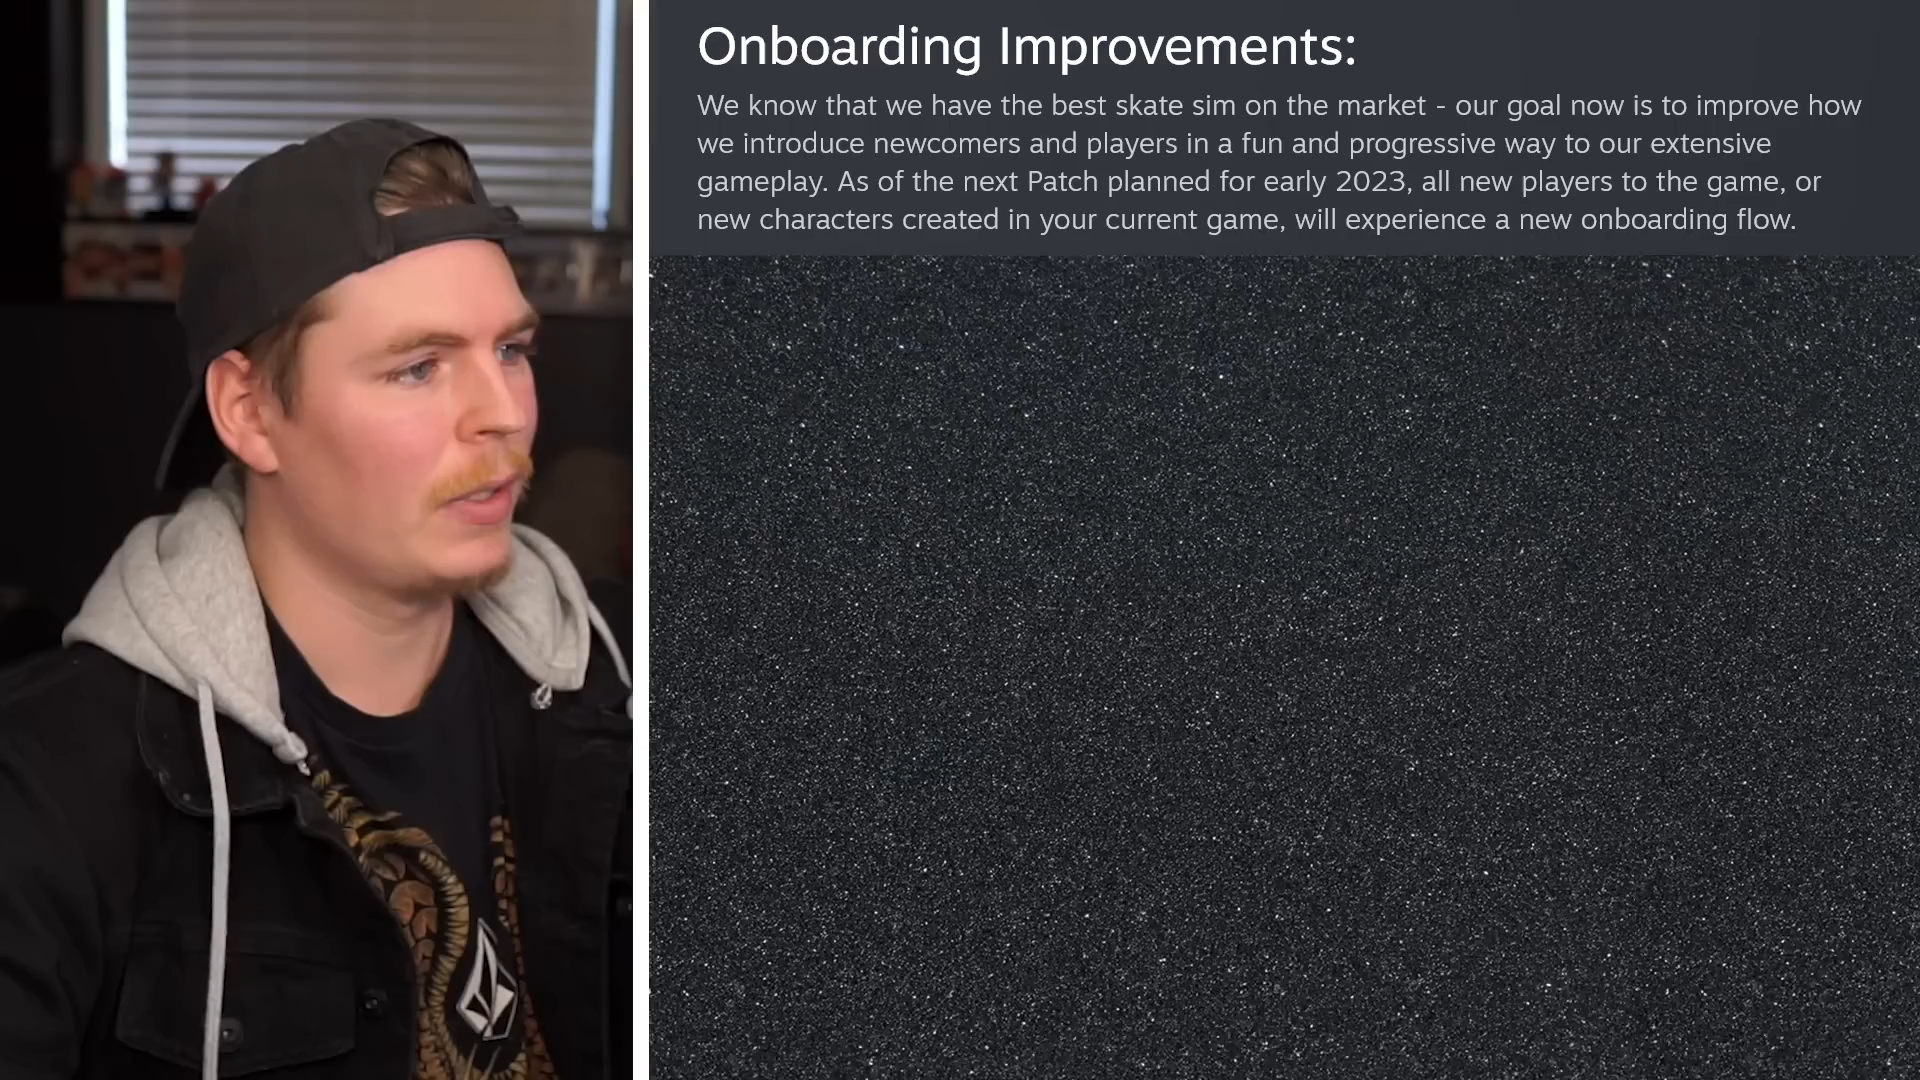 Onboarding Improvements:
We know that we have the best skate sim on the market - our goal now is to improve how
we introduce newcomers and players in a fun and progressive way to our extensive
gameplay. As of the next Patch planned for early 2023, all new players to the game, or
new characters created in your current game, will experience a new onboarding flow.